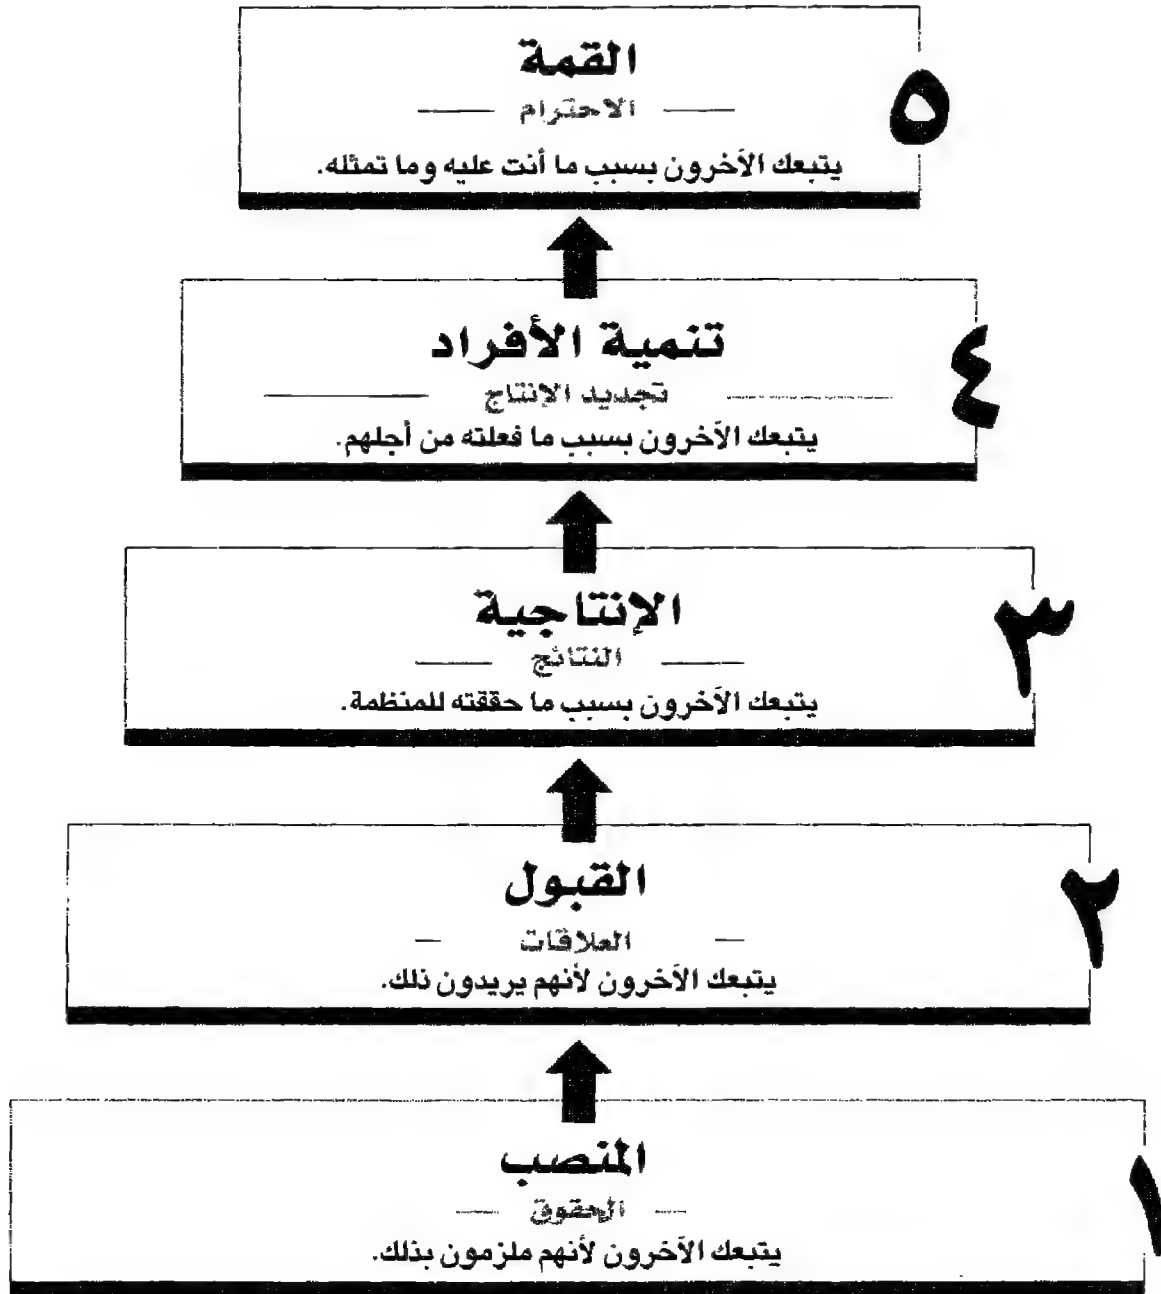 القمة
الاحترام
يتبعك الآخرون بسبب ما أنت عليه وما تمثله.
٥
تنمية الأفراد
تجديد الإنتاج
يتبعك الآخرون بسبب ما فعلته من أجلهم.
٤
الإنتاجية
النتائج
يتبعك الآخرون بسبب ما حققته للمنظمة.
٣
القبول
العلاقات
يتبعك الآخرون لأنهم يريدون ذلك.
٢
المنصب
الحقوق
يتبعك الآخرون لأنهم ملزمون بذلك.
١